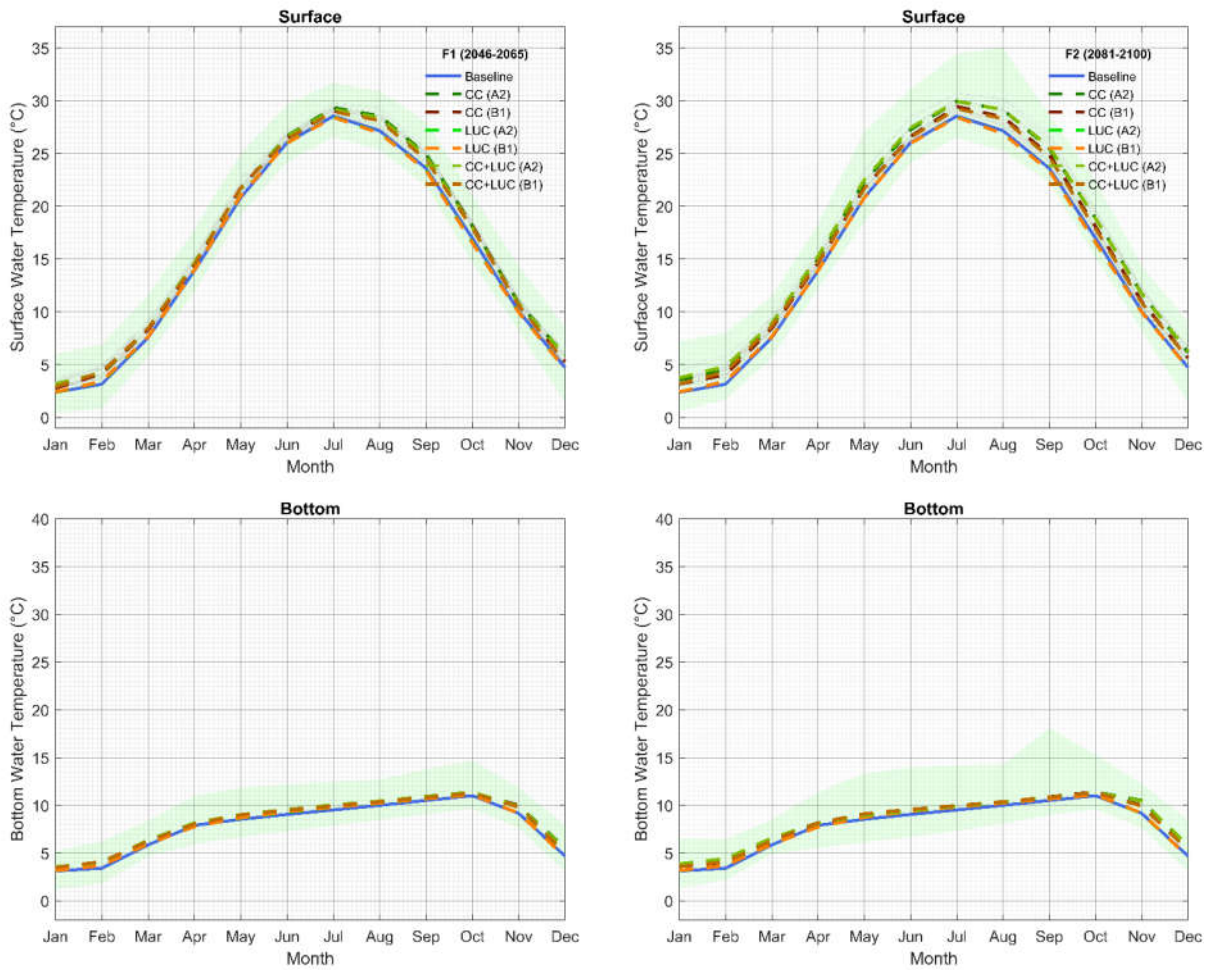 Surface
35
30
25
20
15
10
5
0
Surface Water Temperature (°C)
F1 (2046-2065)
Baseline
CC (A2)
CC (B1)
LUC (A2)
LUC (B1)
CC+LUC (A2)
CC+LUC (B1)
Jan Feb Mar Apr May Jun Jul Aug Sep Oct Nov Dec
Month
Surface
35
30
25
20
15
10
5
0
Surface Water Temperature (°C)
F2 (2081-2100)
Baseline
CC (A2)
CC (B1)
LUC (A2)
LUC (B1)
CC+LUC (A2)
CC+LUC (B1)
Jan Feb Mar Apr May Jun Jul Aug Sep Oct Nov Dec
Month
Bottom
40
35
30
25
20
15
10
5
0
Bottom Water Temperature (°C)
Jan Feb Mar Apr May Jun Jul Aug Sep Oct Nov Dec
Month
Bottom
40
35
30
25
20
15
10
5
0
Bottom Water Temperature (°C)
Jan Feb Mar Apr May Jun Jul Aug Sep Oct Nov Dec
Month